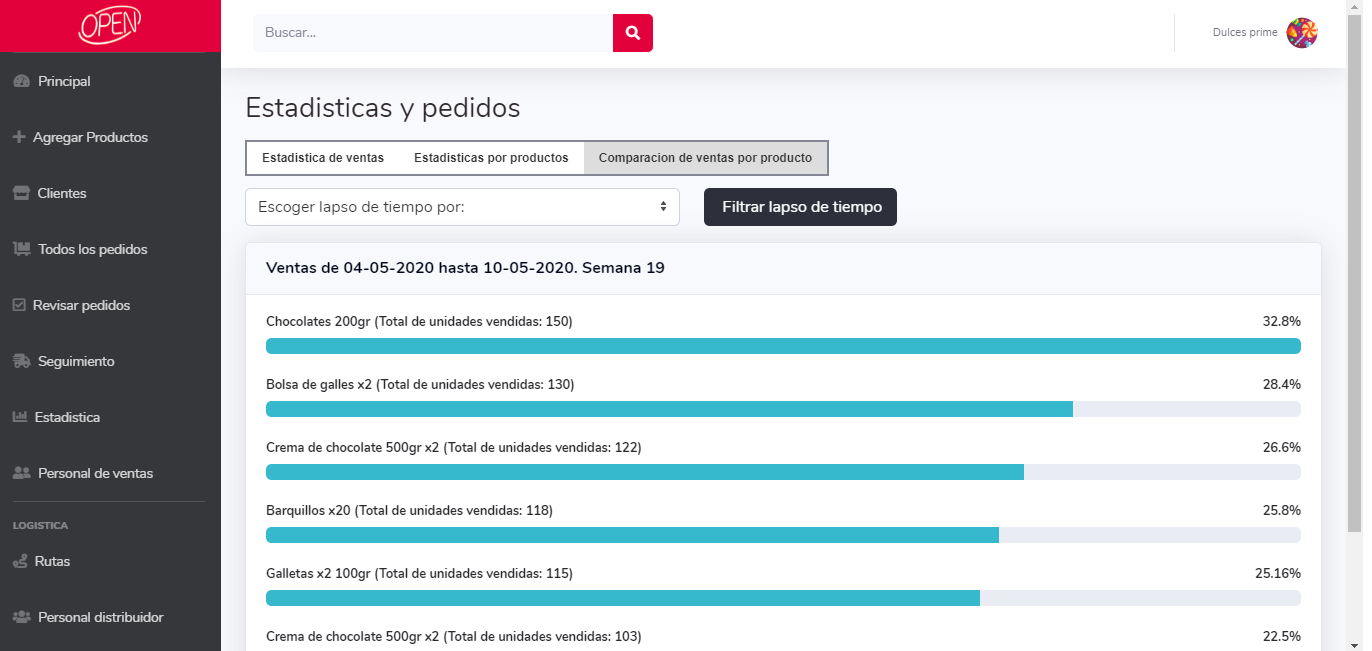 OPEN
Buscar...
Dulces prime
Principal
Agregar Productos
Clientes
Todos los pedidos
Revisar pedidos
Seguimiento
Estadistica
Personal de ventas
LOGISTICA
Rutas
Personal distribuidor
Estadisticas y pedidos
Estadistica de ventas Estadisticas por productos Comparacion de ventas por producto
Escoger lapso de tiempo por: Filtrar lapso de tiempo
Ventas de 04-05-2020 hasta 10-05-2020. Semana 19
Chocolates 200gr (Total de unidades vendidas: 150) 32.8%
Bolsa de galles x2 (Total de unidades vendidas: 130) 28.4%
Crema de chocolate 500gr x2 (Total de unidades vendidas: 122) 26.6%
Barquillos x20 (Total de unidades vendidas: 118) 25.8%
Galletas x2 100gr (Total de unidades vendidas: 115) 25.16%
Crema de chocolate 500gr x2 (Total de unidades vendidas: 103) 22.5%